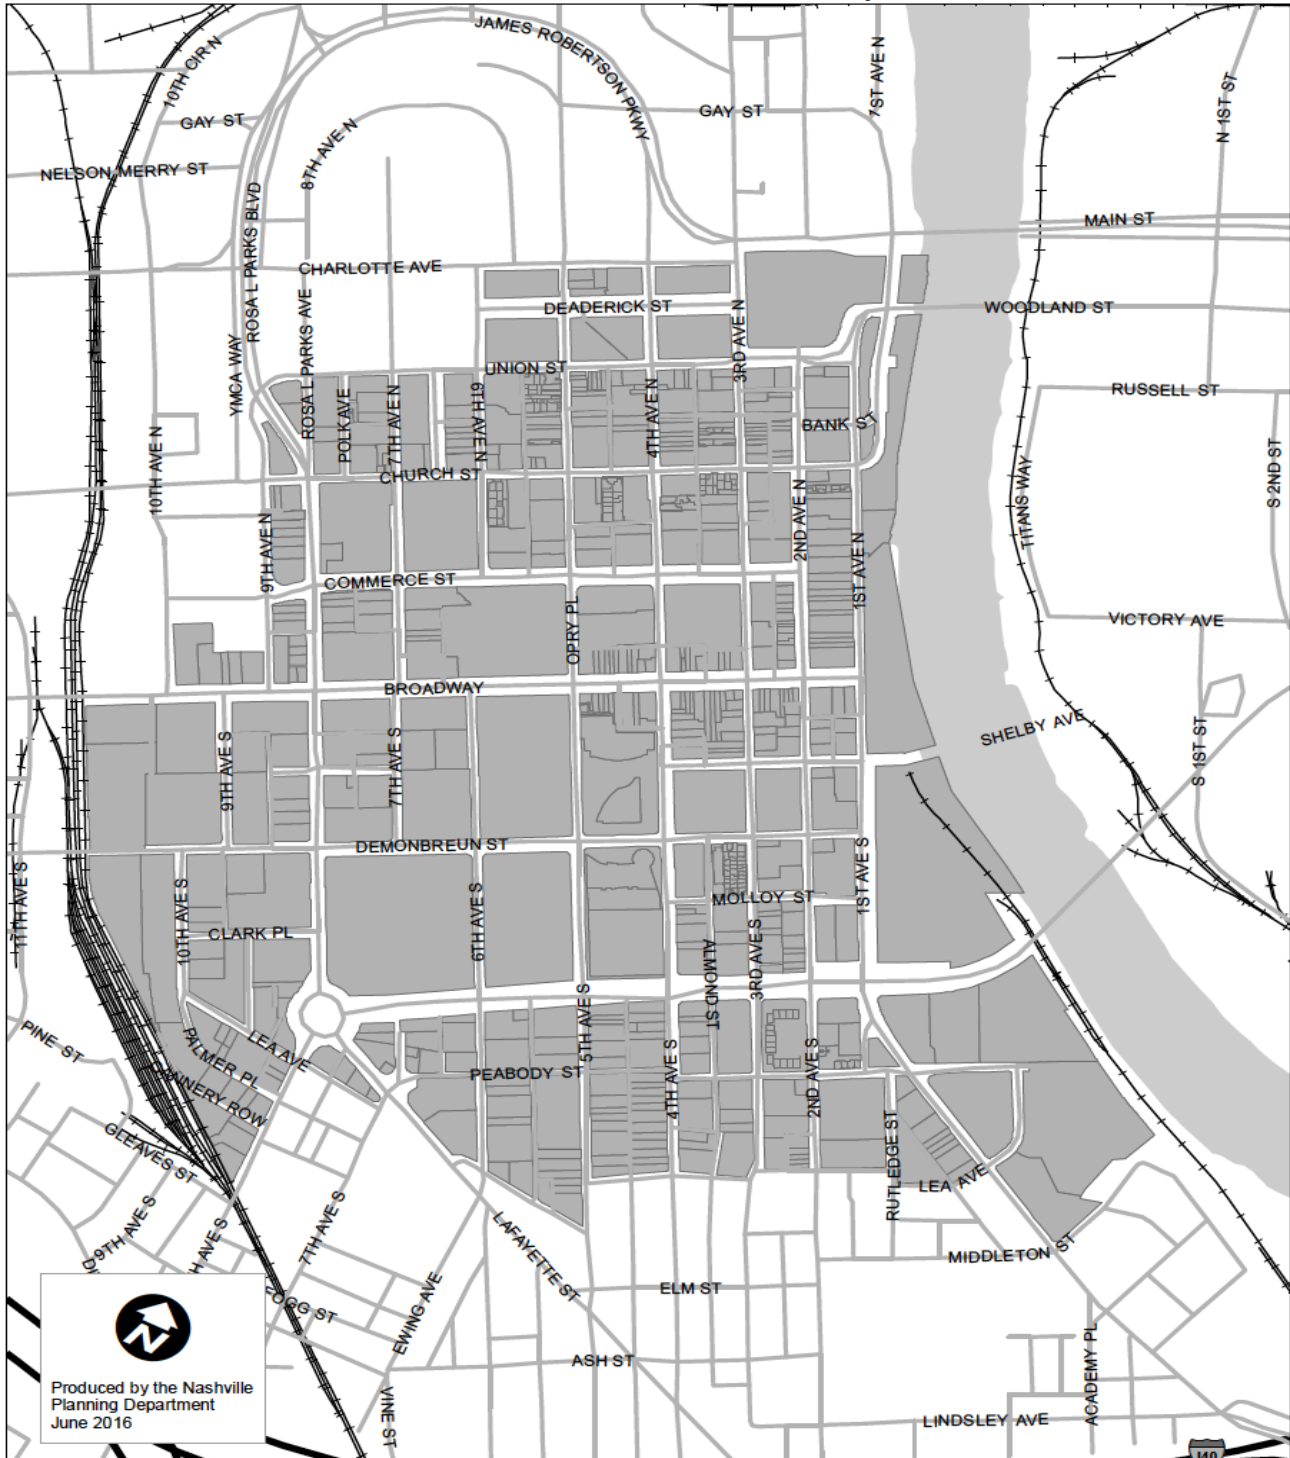 JAMES ROBERTSON PKWY
10TH CIR N
7ST AVE N
GAY ST
GAY ST
N 1ST ST
8TH AVE N
NELSON MERRY ST
ROSA L PARKS BLVD
MAIN ST
CHARLOTTE AVE
DEADERICK ST
WOODLAND ST
ROSA L PARKS AVE
3RD AVE N
YMCA WAY
UNION ST
RUSSELL ST
POLK AVE
7TH AVE N
6TH AVE N
4TH AVE N
BANK ST
10TH AVE N
CHURCH ST
S 2ND ST
TITANS WAY
2ND AVE N
9TH AVE N
1ST AVE N
COMMERCE ST
OPRY PL
VICTORY AVE
BROADWAY
SHELBY AVE
9TH AVE S
7TH AVE S
S 1ST ST
DEMONBREUN ST
11TH AVE S
10TH AVE S
6TH AVE S
1ST AVE S
MOLLOY ST
CLARK PL
ALMOND ST
3RD AVE S
5TH AVE S
PINE ST
PALMER PL
LEA AVE
PEABODY ST
4TH AVE S
2ND AVE S
CANNERY ROW
GLEAVES ST
RUTLEDGE ST
LEA AVE
9TH AVE S
7TH AVE S
LAFAYETTE ST
MIDDLETON ST
H AVE S
ELM ST
FOGG ST
EWING AVE
ASH ST
ACADEMY PL
VINE ST
LINDSLEY AVE
N
Produced by the Nashville
Planning Department
June 2016
I40